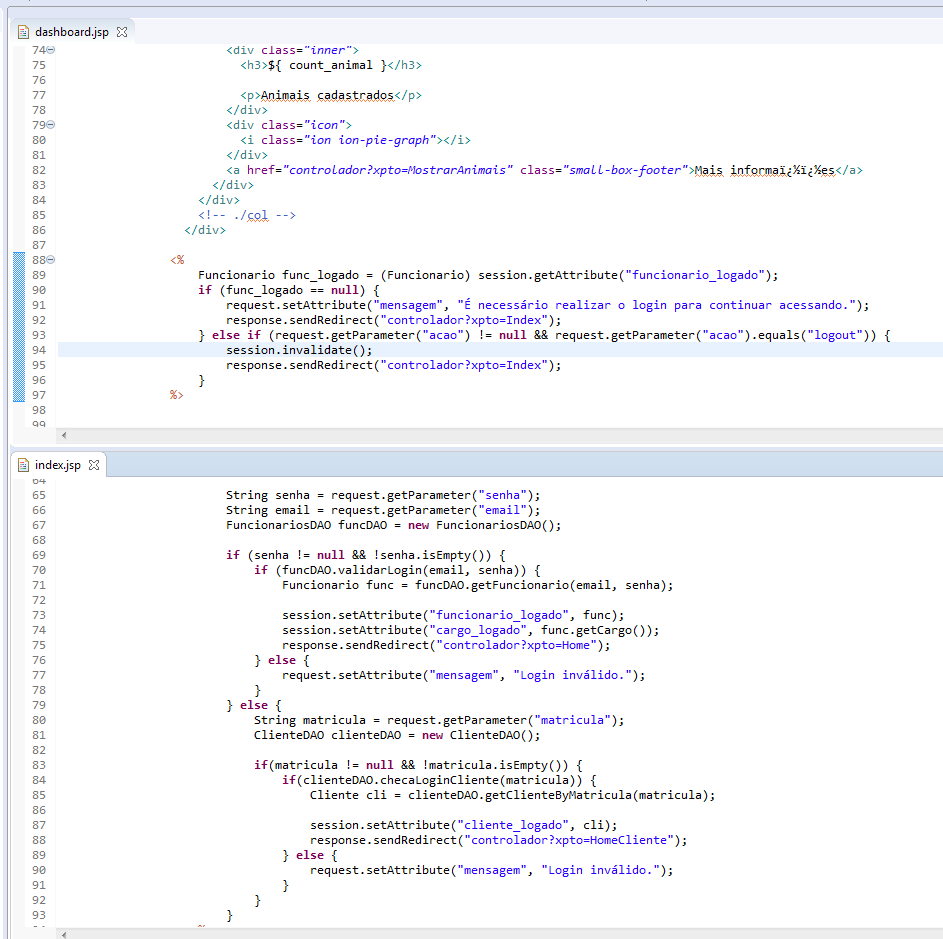 dashboard.jsp
74 <div class="inner">
75 <h3>${ count_animal }</h3>
76
77 <p>Animais cadastrados</p>
78 </div>
79 <div class="icon">
80 <i class="ion ion-pie-graph"></i>
81 </div>
82 <a href="controlador?xpto=MostrarAnimais" class="small-box-footer">Mais informaï¿½ï¿½es</a>
83 </div>
84 </div>
85 <!-- ./col -->
86 </div>
87
88 <%
89 Funcionario func_logado = (Funcionario) session.getAttribute("funcionario_logado");
90 if (func_logado == null) {
91 request.setAttribute("mensagem", "É necessário realizar o login para continuar acessando.");
92 response.sendRedirect("controlador?xpto=Index");
93 } else if (request.getParameter("acao") != null && request.getParameter("acao").equals("logout")) {
94 session.invalidate();
95 response.sendRedirect("controlador?xpto=Index");
96 }
97 %>
98
99
index.jsp
64
65 String senha = request.getParameter("senha");
66 String email = request.getParameter("email");
67 FuncionariosDAO funcDAO = new FuncionariosDAO();
68
69 if (senha != null && !senha.isEmpty()) {
70 if (funcDAO.validarLogin(email, senha)) {
71 Funcionario func = funcDAO.getFuncionario(email, senha);
72
73 session.setAttribute("funcionario_logado", func);
74 session.setAttribute("cargo_logado", func.getCargo());
75 response.sendRedirect("controlador?xpto=Home");
76 } else {
77 request.setAttribute("mensagem", "Login inválido.");
78 }
79 } else {
80 String matricula = request.getParameter("matricula");
81 ClienteDAO clienteDAO = new ClienteDAO();
82
83 if(matricula != null && !matricula.isEmpty()) {
84 if(clienteDAO.checaLoginCliente(matricula)) {
85 Cliente cli = clienteDAO.getClienteByMatricula(matricula);
86
87 session.setAttribute("cliente_logado", cli);
88 response.sendRedirect("controlador?xpto=HomeCliente");
89 } else {
90 request.setAttribute("mensagem", "Login inválido.");
91 }
92 }
93 }